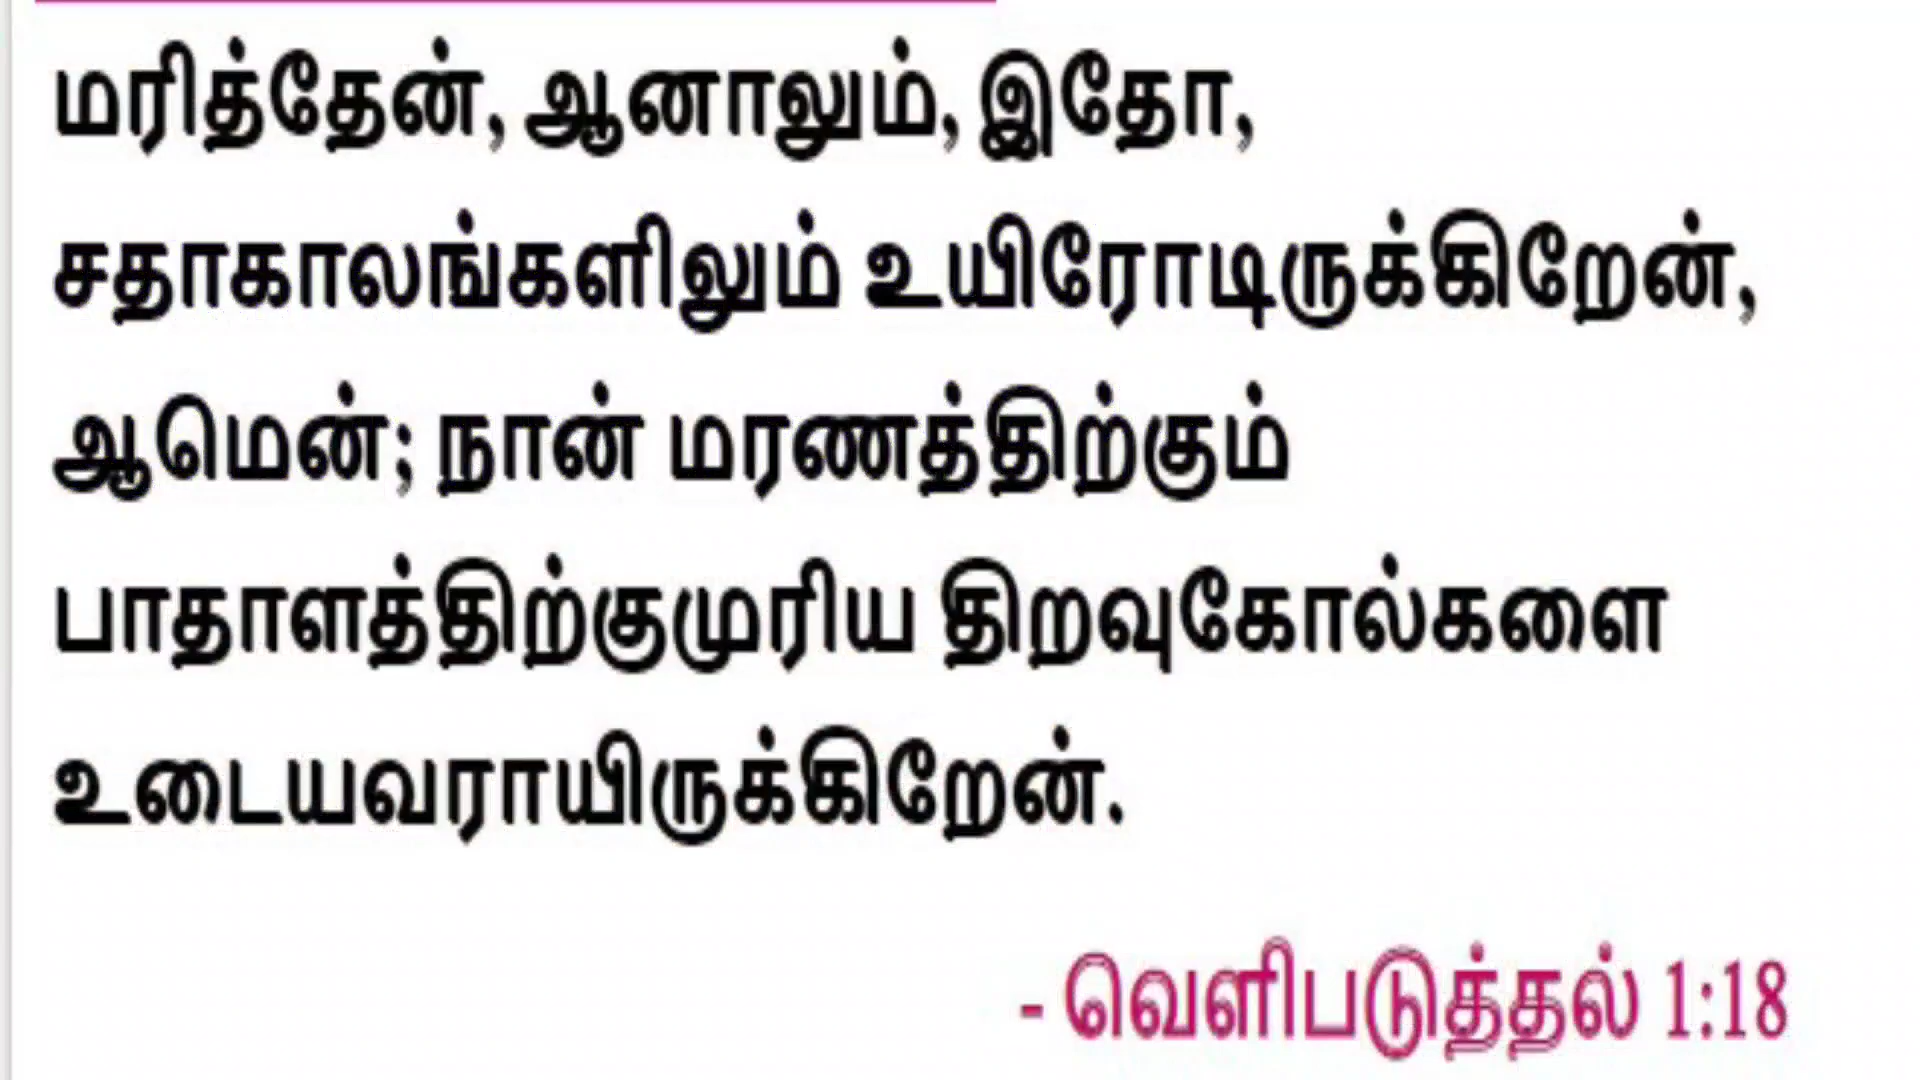 மரித்தேன், ஆனாலும், இதோ,
சதாகாலங்களிலும் உயிரோடிருக்கிறேன்,
ஆமென்; நான் மரணத்திற்கும்
பாதாளத்திற்குமுரிய திறவுகோல்களை
உடையவராயிருக்கிறேன்.
- வெளிபடுத்தல் 1:18